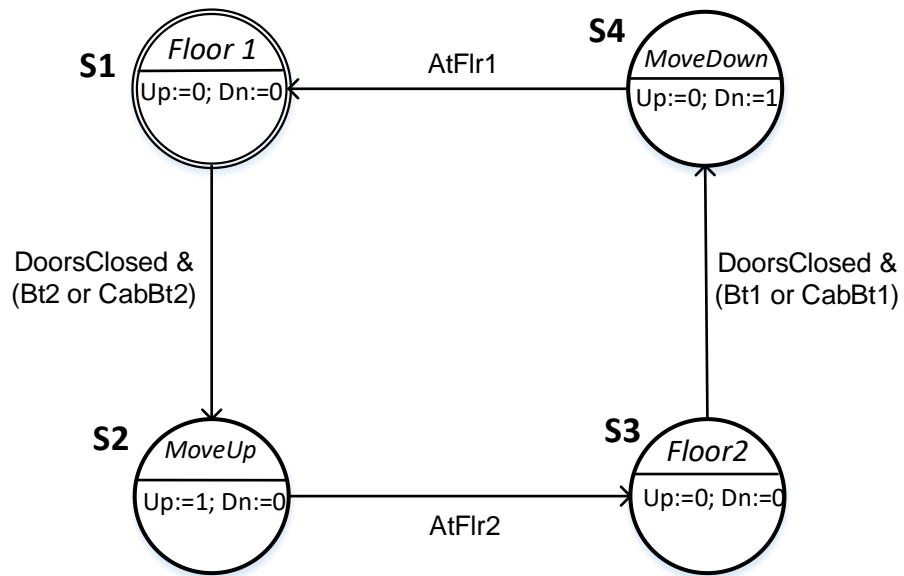 S1
Floor 1
Up:=0; Dn:=0
AtFlr1
S4
MoveDown
Up:=0; Dn:=1
DoorsClosed &
(Bt2 or CabBt2)
DoorsClosed &
(Bt1 or CabBt1)
S2
MoveUp
Up:=1; Dn:=0
AtFlr2
S3
Floor2
Up:=0; Dn:=0